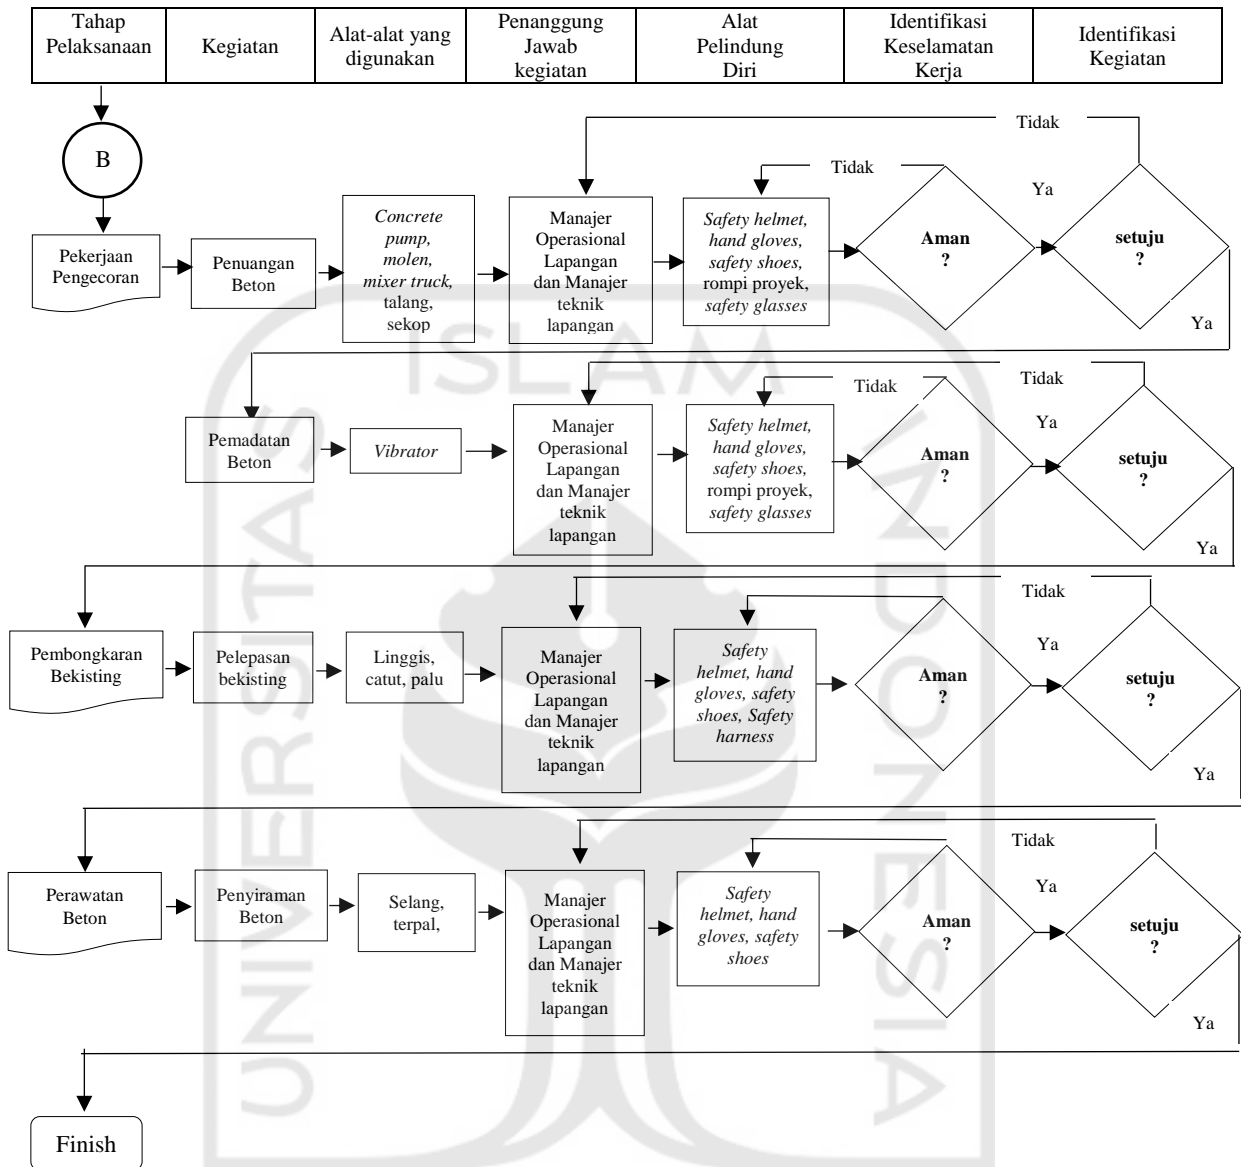 Tahap
Pelaksanaan
Kegiatan
Alat-alat yang
digunakan
Penanggung
Jawab
kegiatan
Alat
Pelindung
Diri
Identifikasi
Keselamatan
Kerja
Identifikasi
Kegiatan
B
Tidak
Tidak
Pekerjaan
Pengecoran
Penuangan
Beton
Concrete
pump,
molen,
mixer truck,
talang,
sekop
Manajer
Operasional
Lapangan
dan Manajer
teknik
lapangan
Safety helmet,
hand gloves,
safety shoes,
rompi proyek,
safety glasses
Aman
?
Ya
setuju
?
Ya
Tidak
Tidak
Pemadatan
Beton
Vibrator
Manajer
Operasional
Lapangan
dan Manajer
teknik
lapangan
Safety helmet,
hand gloves,
safety shoes,
rompi proyek,
safety glasses
Aman
?
Ya
setuju
?
Ya
Tidak
Pembongkaran
Bekisting
Pelepasan
bekisting
Linggis,
catut, palu
Manajer
Operasional
Lapangan
dan Manajer
teknik
lapangan
Safety
helmet, hand
gloves, safety
shoes, Safety
harness
Aman
?
Ya
setuju
?
Ya
Tidak
Perawatan
Beton
Penyiraman
Beton
Selang,
terpal,
Manajer
Operasional
Lapangan
dan Manajer
teknik
lapangan
Safety
helmet, hand
gloves, safety
shoes
Aman
?
Ya
setuju
?
Ya
Finish
UNIVERSITAS
ISLAM
INDONESIA